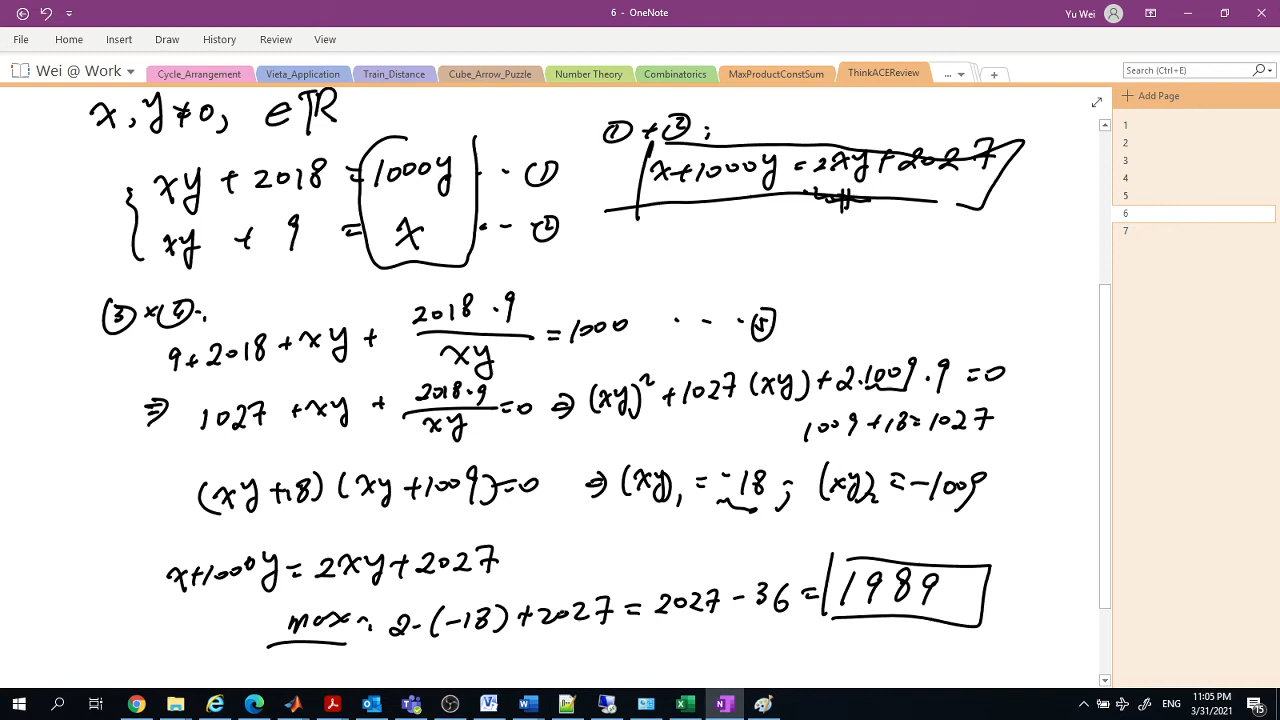 6 - OneNote
Yu Wei
File Home Insert Draw History Review View
Wei @ Work
Cycle_Arrangement Vieta_Application Train_Distance Cube_Arrow_Puzzle Number Theory Combinatorics MaxProductConstSum ThinkACEReview ...
Search (Ctrl+E)
Add Page
1
2
3
4
5
6
7
x, y ≠ 0, ∈ ℝ
xy + 2018 = 1000y ... ①
xy + 9 = x ... ②
① + ② :
x + 1000y = 2xy + 2027
③ × ④ :
9 + 2018 + xy + 2018 · 9 / xy = 1000 ... ⑤
⇒ 1027 + xy + 2018 · 9 / xy = 0 ⇒ (xy)² + 1027 (xy) + 2 · 1009 · 9 = 0
1009 + 18 = 1027
(xy + 18) (xy + 1009) = 0 ⇒ (xy)₁ = -18 ; (xy)₂ = -1009
x + 1000y = 2xy + 2027
max : 2 · (-18) + 2027 = 2027 - 36 = 1989
11:05 PM
3/31/2021